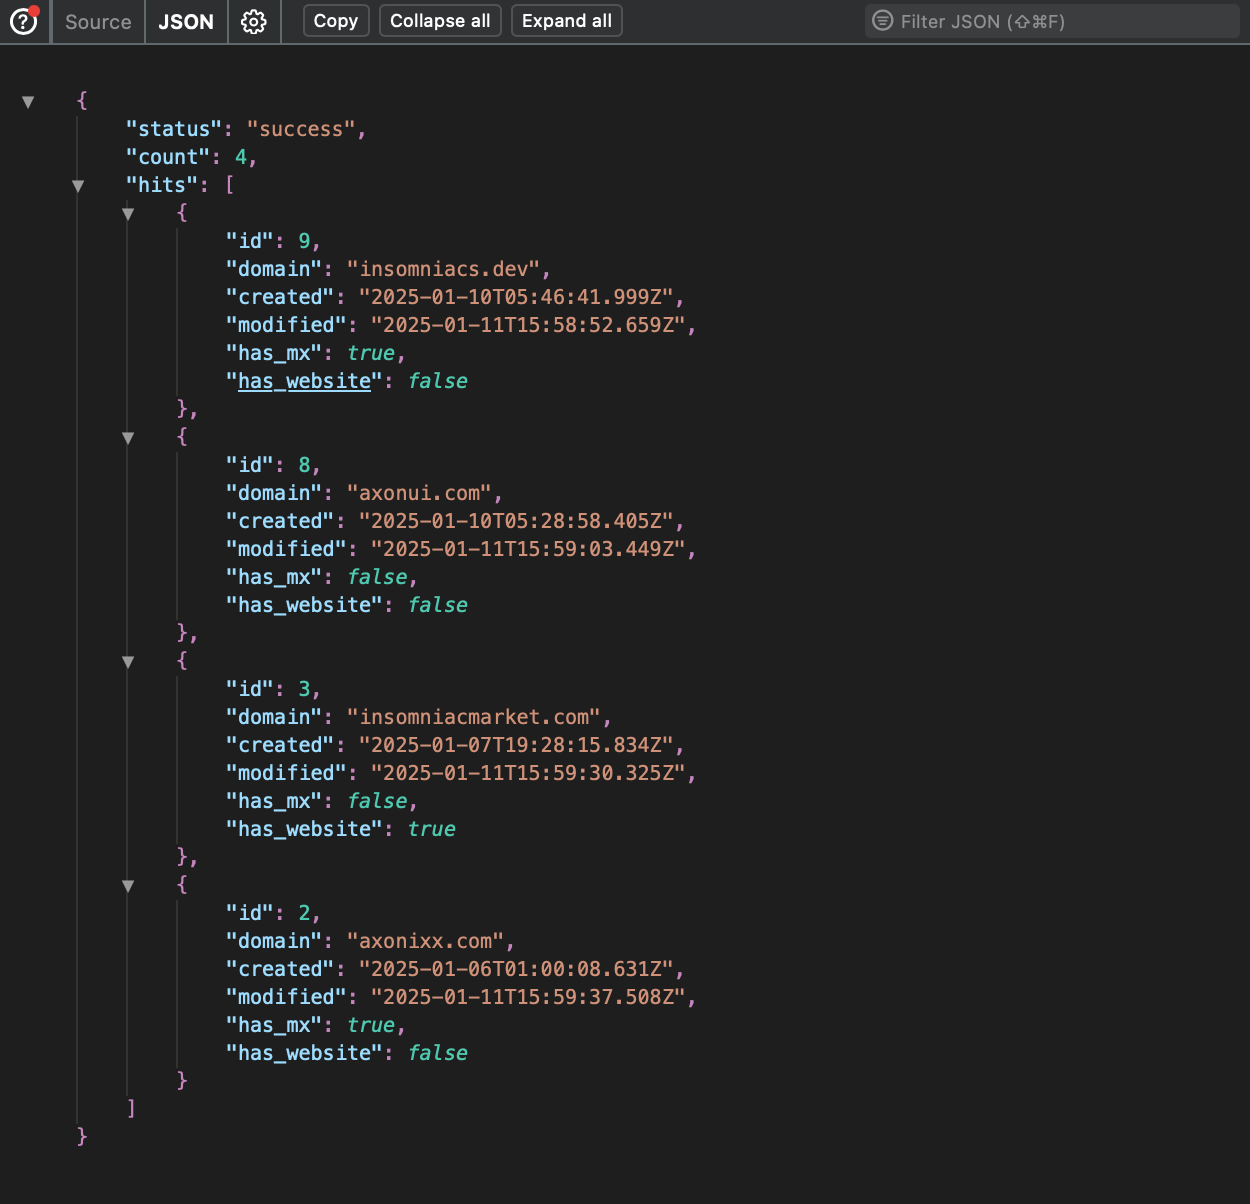 Source JSON Copy Collapse all Expand all Filter JSON (⇧⌘F)
{
"status": "success",
"count": 4,
"hits": [
{
"id": 9,
"domain": "insomniacs.dev",
"created": "2025-01-10T05:46:41.999Z",
"modified": "2025-01-11T15:58:52.659Z",
"has_mx": true,
"has_website": false
},
{
"id": 8,
"domain": "axonui.com",
"created": "2025-01-10T05:28:58.405Z",
"modified": "2025-01-11T15:59:03.449Z",
"has_mx": false,
"has_website": false
},
{
"id": 3,
"domain": "insomniacmarket.com",
"created": "2025-01-07T19:28:15.834Z",
"modified": "2025-01-11T15:59:30.325Z",
"has_mx": false,
"has_website": true
},
{
"id": 2,
"domain": "axonixx.com",
"created": "2025-01-06T01:00:08.631Z",
"modified": "2025-01-11T15:59:37.508Z",
"has_mx": true,
"has_website": false
}
]
}